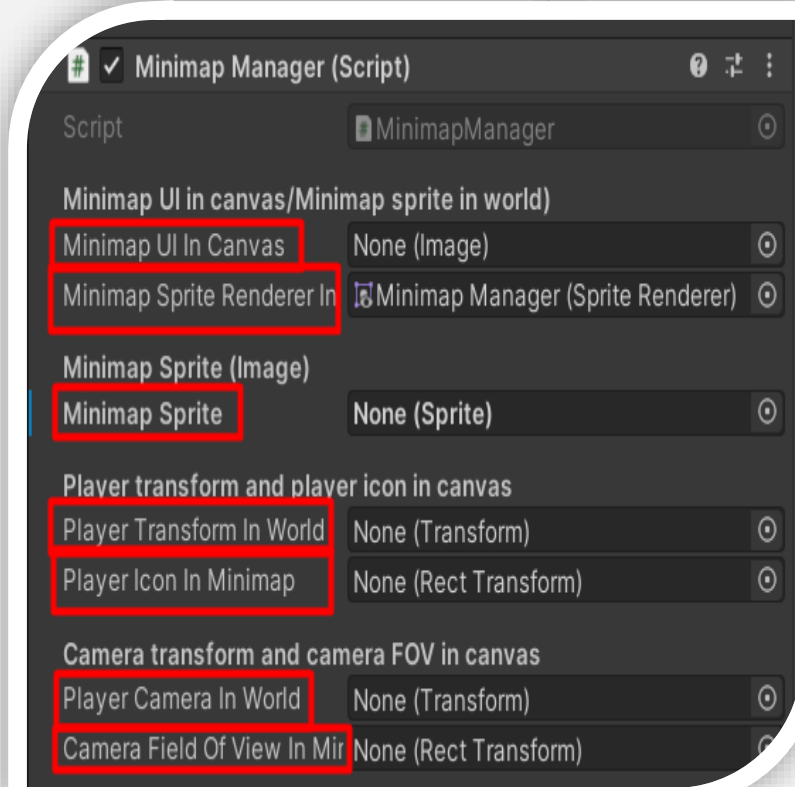 Minimap Manager (Script)
Script MinimapManager
Minimap UI in canvas/Minimap sprite in world)
Minimap UI In Canvas None (Image)
Minimap Sprite Renderer In Minimap Manager (Sprite Renderer)
Minimap Sprite (Image)
Minimap Sprite None (Sprite)
Player transform and player icon in canvas
Player Transform In World None (Transform)
Player Icon In Minimap None (Rect Transform)
Camera transform and camera FOV in canvas
Player Camera In World None (Transform)
Camera Field Of View In Mir None (Rect Transform)